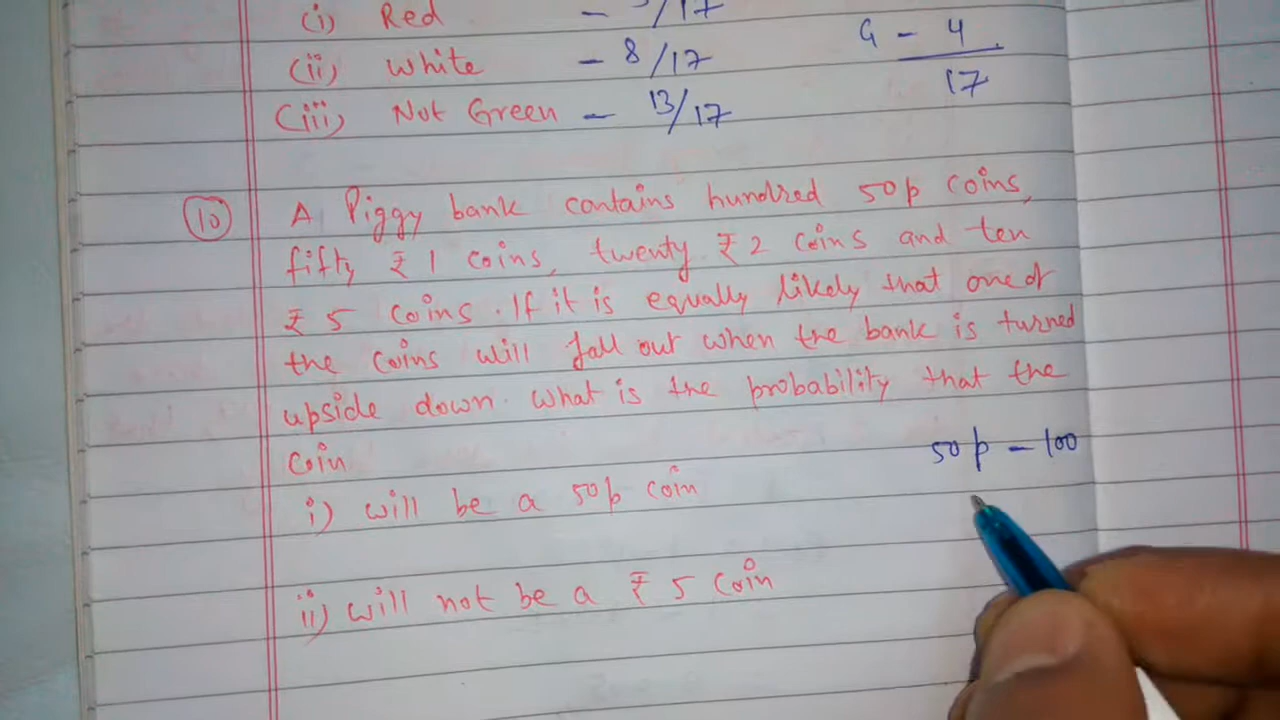 (i) Red - /17
(ii) White - 8/17
G - 4
17
(iii) Not Green - 13/17
10 A Piggy bank contains hundred 50p coins,
fifty ₹ 1 coins, twenty ₹ 2 coins and ten
₹ 5 coins. If it is equally likely that one of
the coins will fall out when the bank is turned
upside down. What is the probability that the
coin
50 p - 100
i) will be a 50p coin
ii) will not be a ₹ 5 coin